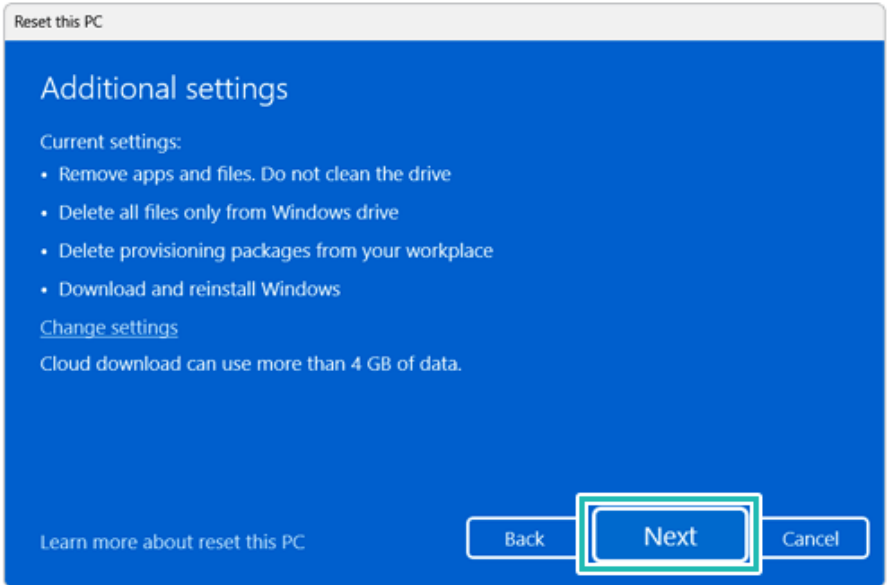 Reset this PC
Additional settings
Current settings:
• Remove apps and files. Do not clean the drive
• Delete all files only from Windows drive
• Delete provisioning packages from your workplace
• Download and reinstall Windows
Change settings
Cloud download can use more than 4 GB of data.
Learn more about reset this PC
Back
Next
Cancel